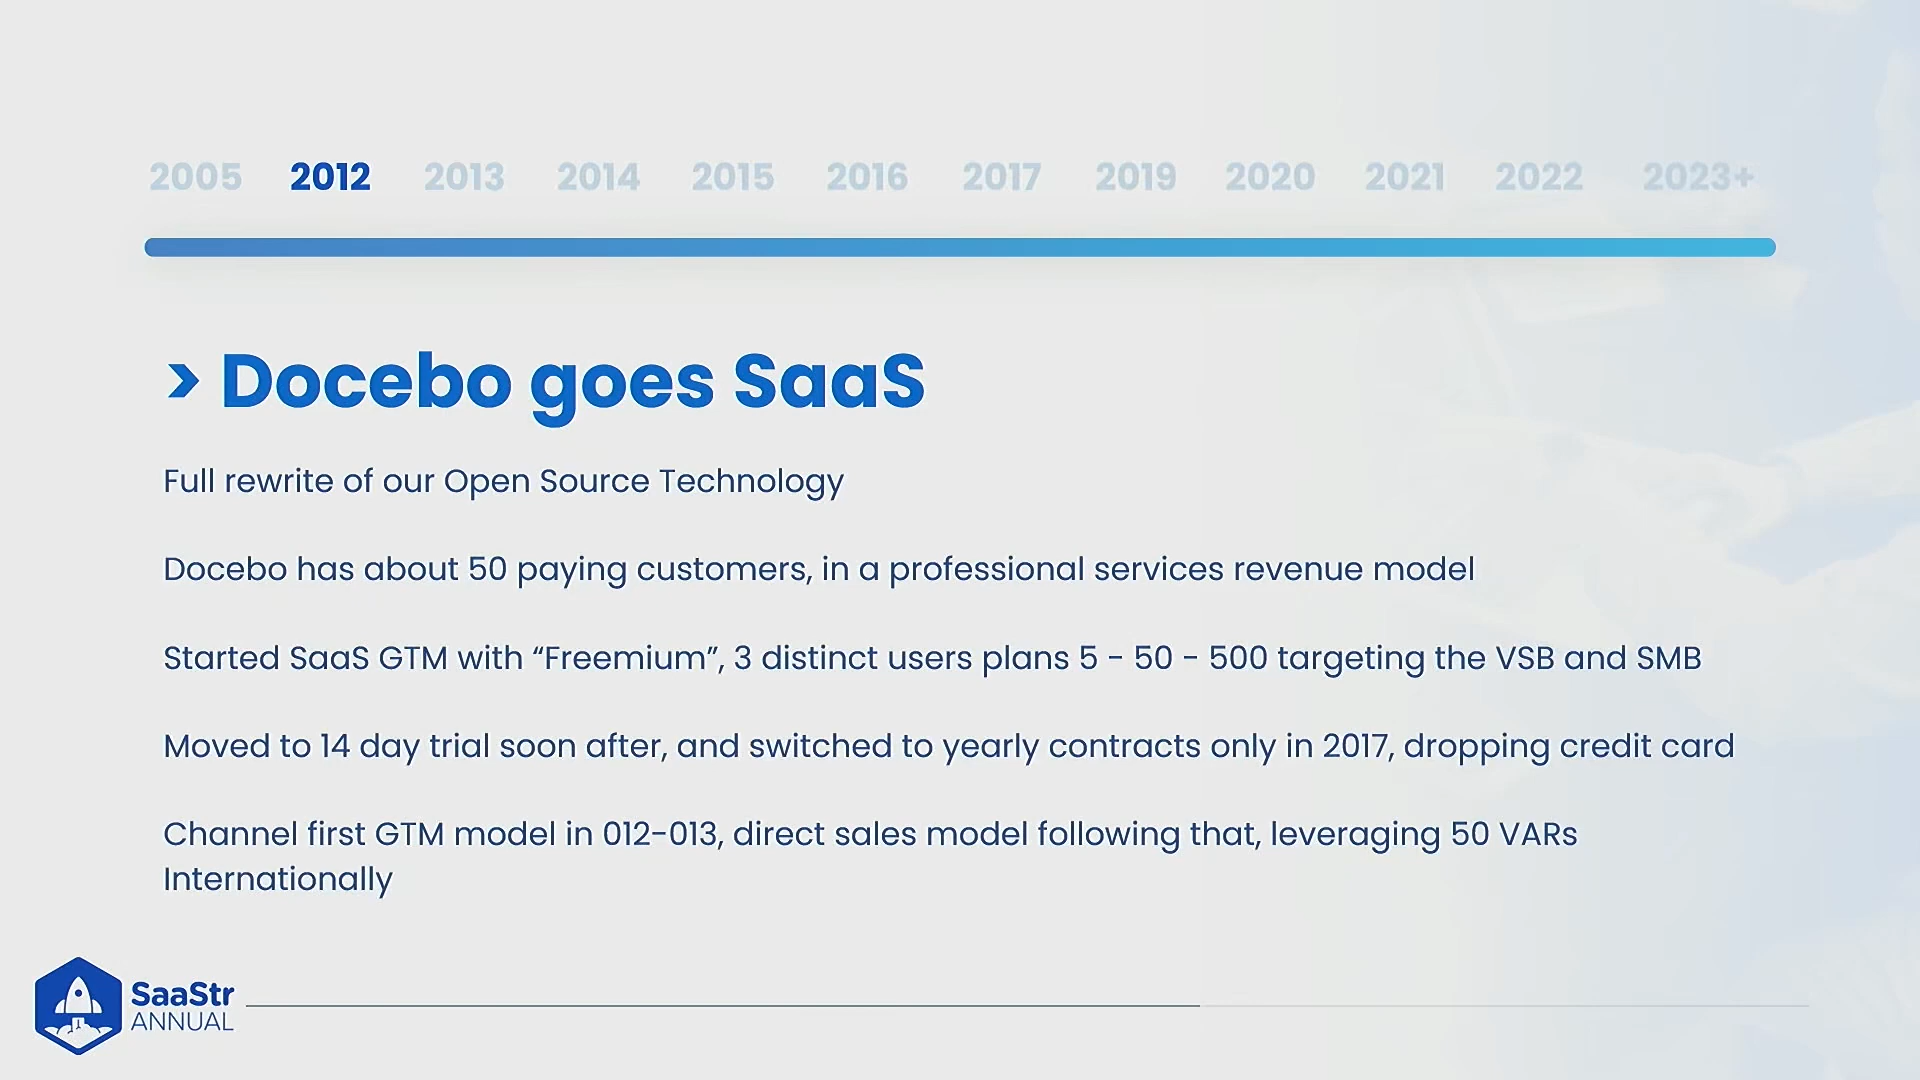 2005 2012 2013 2014 2015 2016 2017 2019 2020 2021 2022 2023+
> Docebo goes SaaS
Full rewrite of our Open Source Technology
Docebo has about 50 paying customers, in a professional services revenue model
Started SaaS GTM with “Freemium”, 3 distinct users plans 5 - 50 - 500 targeting the VSB and SMB
Moved to 14 day trial soon after, and switched to yearly contracts only in 2017, dropping credit card
Channel first GTM model in 012-013, direct sales model following that, leveraging 50 VARs
Internationally
SaaStr
ANNUAL